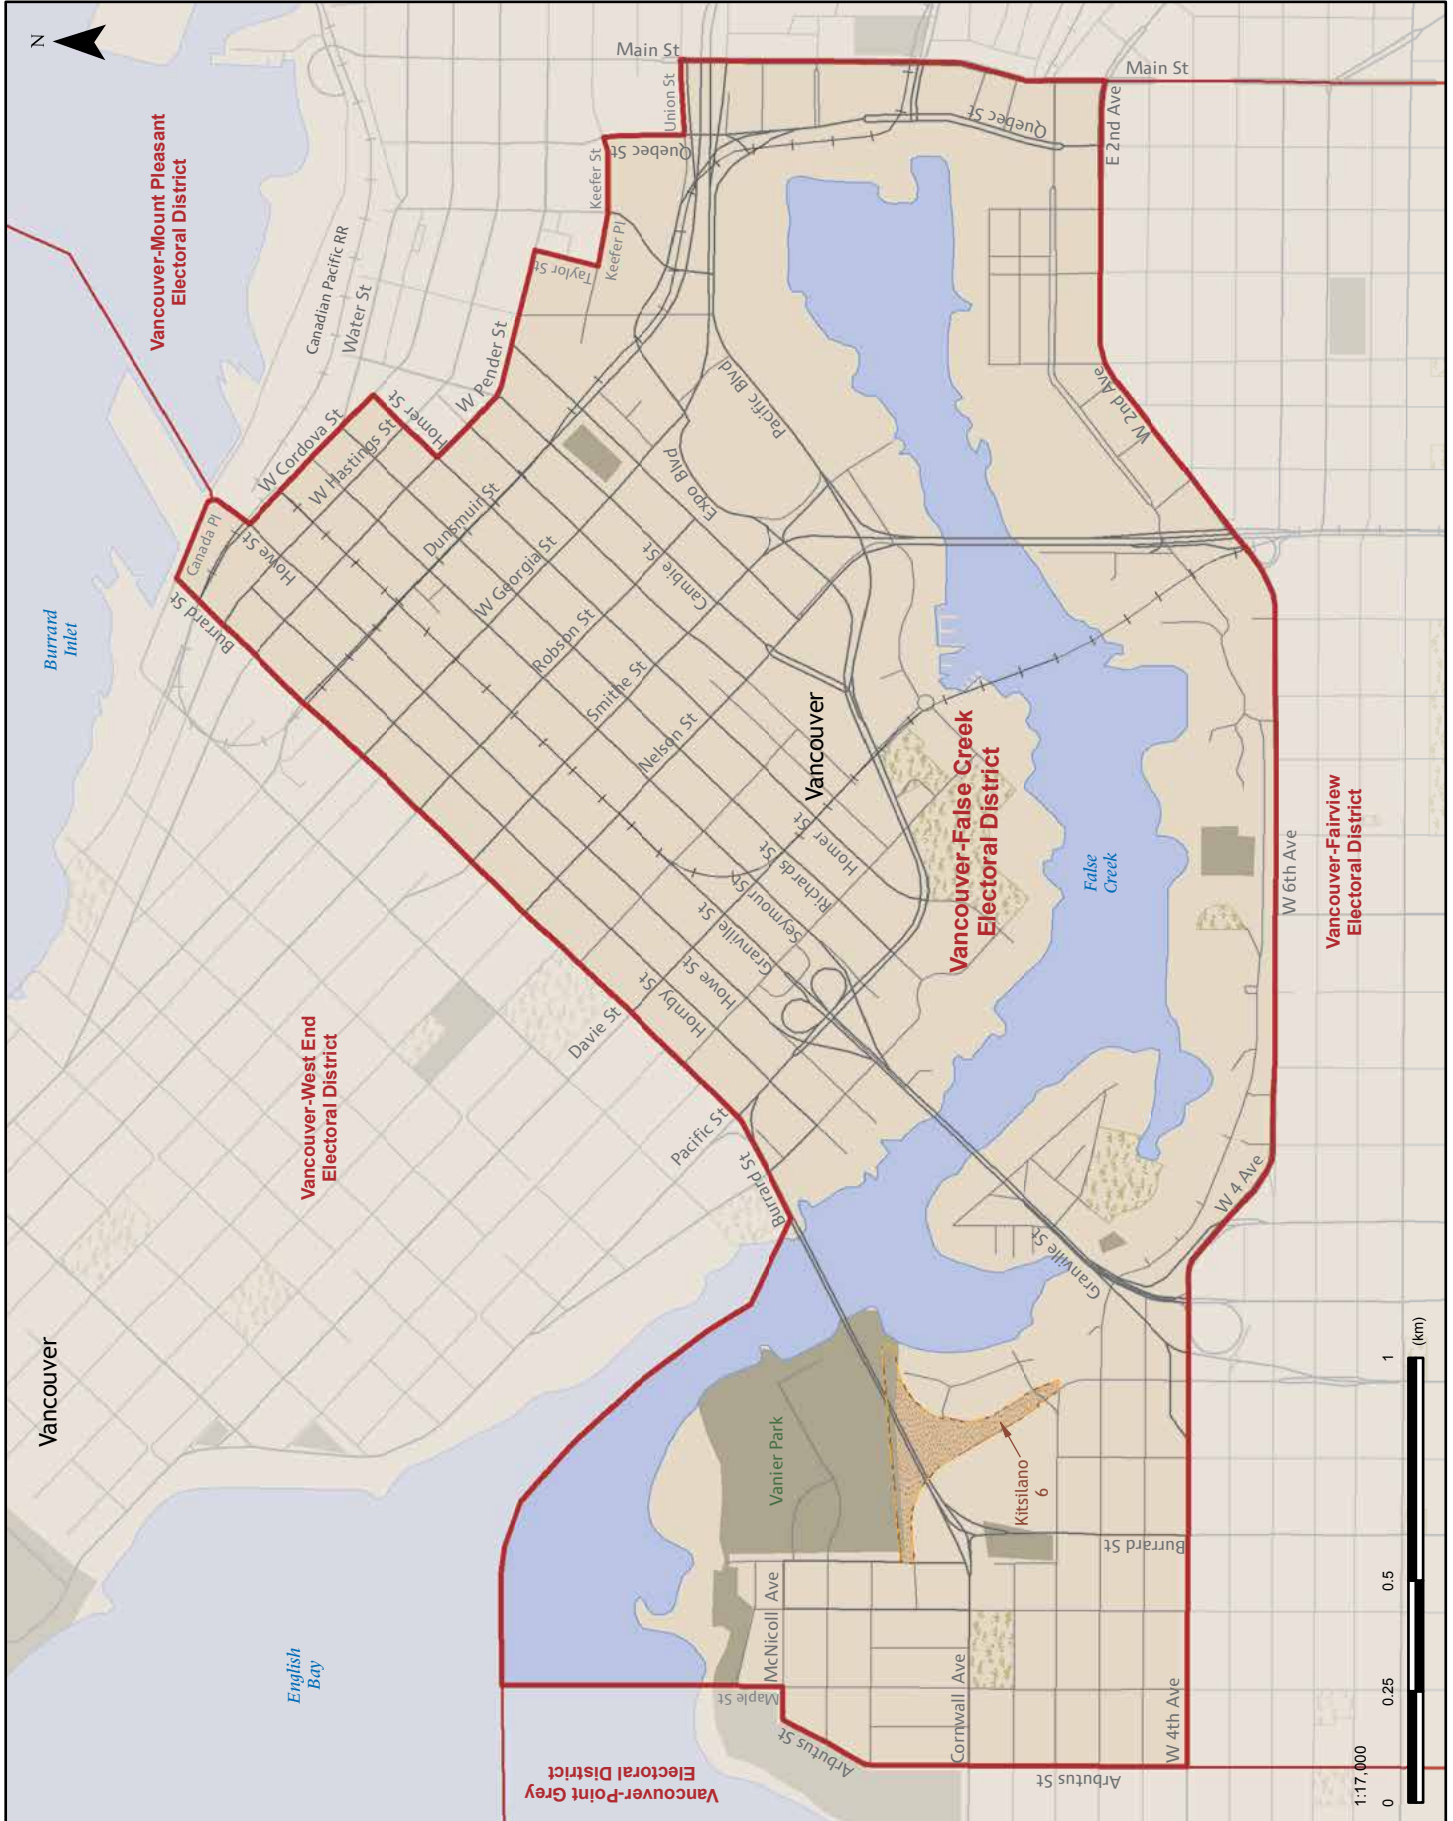 N
Main St
Main St
Union St
Quebec St
Quebec St
E 2nd Ave
Keefer St
Keefer Pl
Taylor St
Vancouver-Mount Pleasant
Electoral District
Canadian Pacific RR
Water St
W Pender St
Homer St
W Cordova St
W Hastings St
Canada Pl
Howe St
Burrard St
Burrard
Inlet
Dunsmuir St
W Georgia St
Robson St
Smithe St
Nelson St
Cambie St
Expo Blvd
Pacific Blvd
W 2nd Ave
Vancouver
Vancouver-False Creek
Electoral District
False
Creek
Homer St
Richards St
Seymour St
Granville St
Howe St
Hornby St
Davie St
Pacific St
Burrard St
W 6th Ave
Vancouver-Fairview
Electoral District
Vancouver-West End
Electoral District
Vancouver
W 4 Ave
Granville St
Vanier Park
Kitsilano
6
Burrard St
McNicoll Ave
Maple St
Cornwall Ave
W 4th Ave
Arbutus St
Arbutus St
English
Bay
Vancouver-Point Grey
Electoral District
1:17,000
0
0.25
0.5
1
(km)